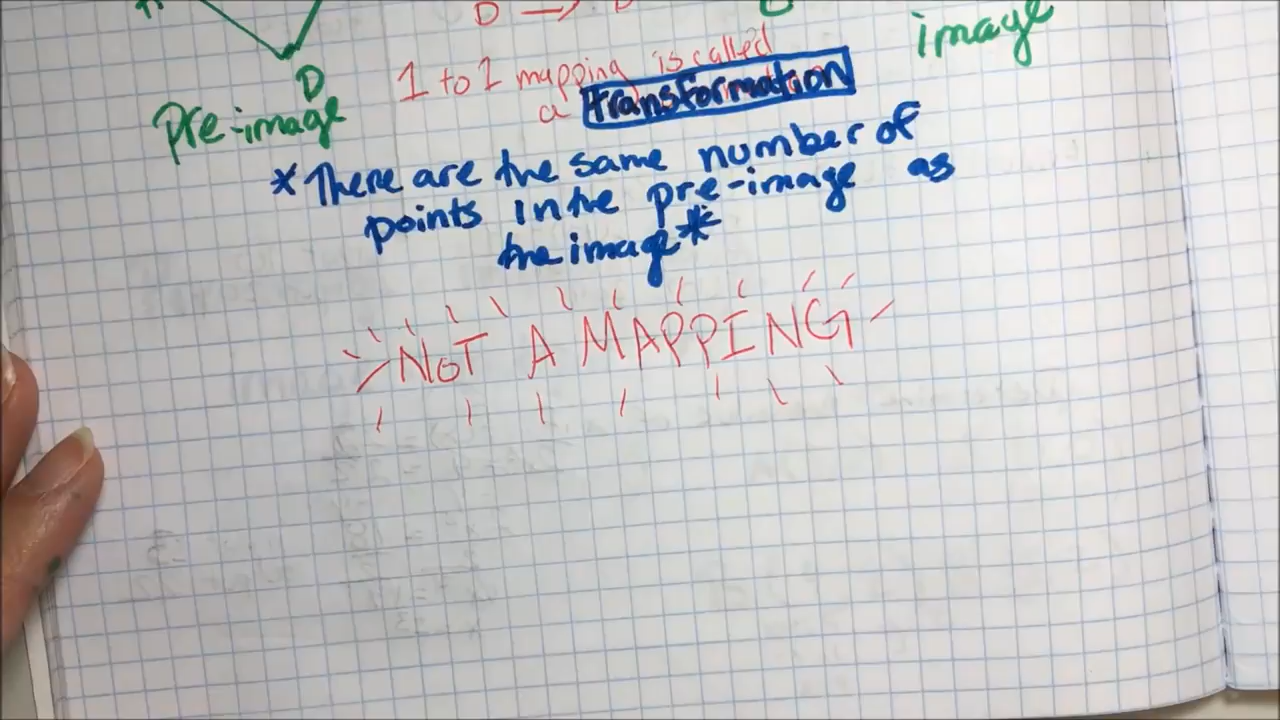 D → D
image
1 to 1 mapping is called
a transformation
D
Pre-image
*There are the same number of
points in the pre-image as
the image*
NOT A MAPPING